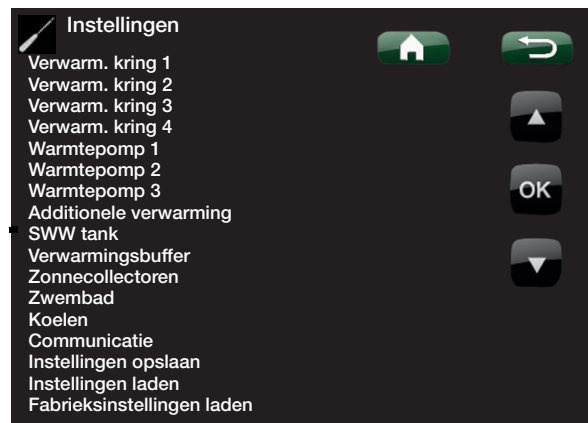 Instellingen
Verwarm. kring 1
Verwarm. kring 2
Verwarm. kring 3
Verwarm. kring 4
Warmtepomp 1
Warmtepomp 2
Warmtepomp 3
Additionele verwarming
SWW tank
Verwarmingsbuffer
Zonnecollectoren
Zwembad
Koelen
Communicatie
Instellingen opslaan
Instellingen laden
Fabrieksinstellingen laden
OK